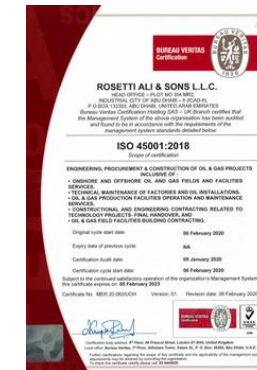 BUREAU VERITAS
Certification
BUREAU VERITAS
1828
ROSETTI ALI & SONS L.L.C.
HEAD OFFICE – PLOT NO 354 MR2,
INDUSTRIAL CITY OF ABU DHABI – II (ICAD-II),
P.O.BOX 133393, ABU DHABI, UNITED ARAB EMIRATES
Bureau Veritas Certification Holding SAS – UK Branch certifies that
the Management System of the above organisation has been audited
and found to be in accordance with the requirements of the
management system standards detailed below
ISO 45001:2018
Scope of certification
ENGINEERING, PROCUREMENT & CONSTRUCTION OF OIL & GAS PROJECTS
INCLUSIVE OF :
• ONSHORE AND OFFSHORE OIL AND GAS FIELDS AND FACILITIES
SERVICES.
• TECHNICAL MAINTENANCE OF FACTORIES AND OIL INSTALLATIONS.
• OIL & GAS PRODUCTION FACILITIES OPERATION AND MAINTENANCE
SERVICES.
• CONSTRUCTIONAL AND ENGINEERING CONTRACTING RELATED TO
TECHNOLOGY PROJECTS- FINAL HANDOVER, AND
• OIL & GAS FIELD FACILITIES BUILDING CONTRACTING.
Original cycle start date: 06 February 2020
Expiry date of previous cycle: NA
Certification Audit date: 09 January 2020
Certification cycle start date: 06 February 2020
Subject to the continued satisfactory operation of the organization's Management System,
this certificate expires on: 05 February 2023
Certificate No. Version: 01 Revision date: 06 February 2020
BUREAU VERITAS
Certification
UKAS